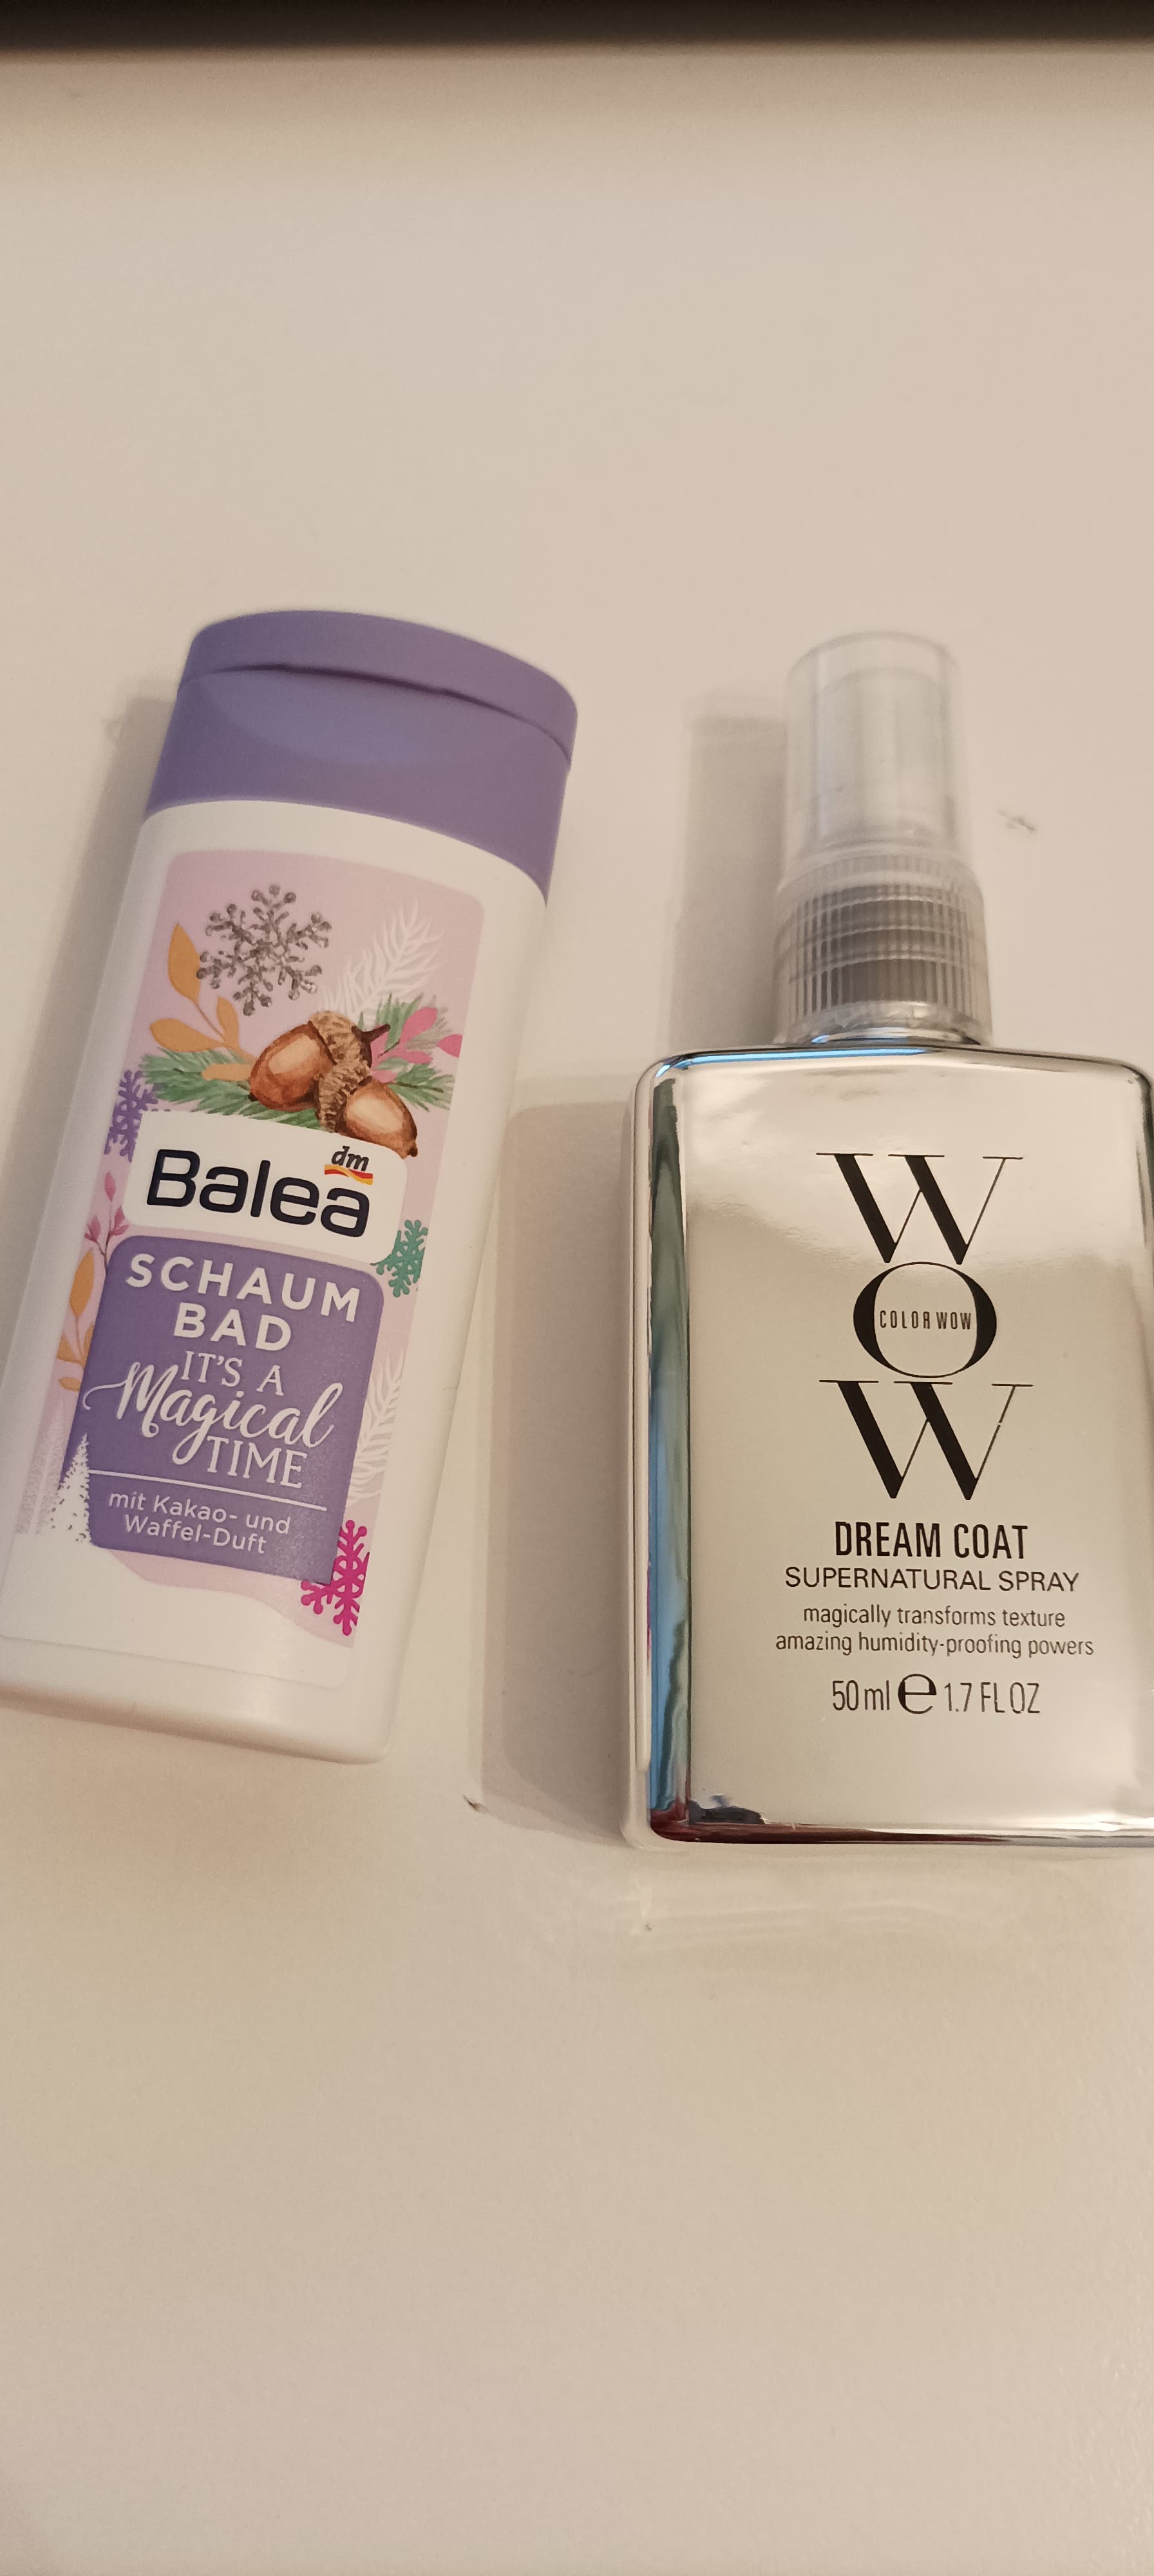 dm
Balea
SCHAUM
BAD
IT'S A
Magical
TIME
mit Kakao- und
Waffel-Duft
W
O
COLOR WOW
W
DREAM COAT
SUPERNATURAL SPRAY
magically transforms texture
amazing humidity-proofing powers
50 ml e 1.7 FL OZ